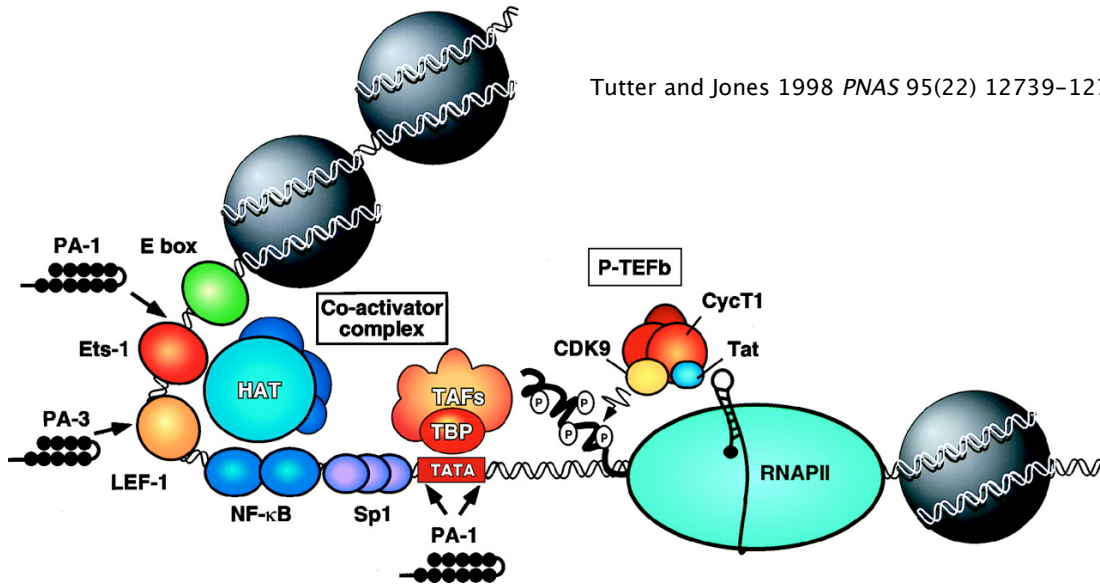 Tutter and Jones 1998 PNAS 95(22) 12739–127
PA-1
E box
P-TEFb
Co-activator
complex
CycT1
Ets-1
CDK9
Tat
HAT
TAFs
P
P
P
P
PA-3
TBP
LEF-1
TATA
RNAPII
NF-κB
Sp1
PA-1